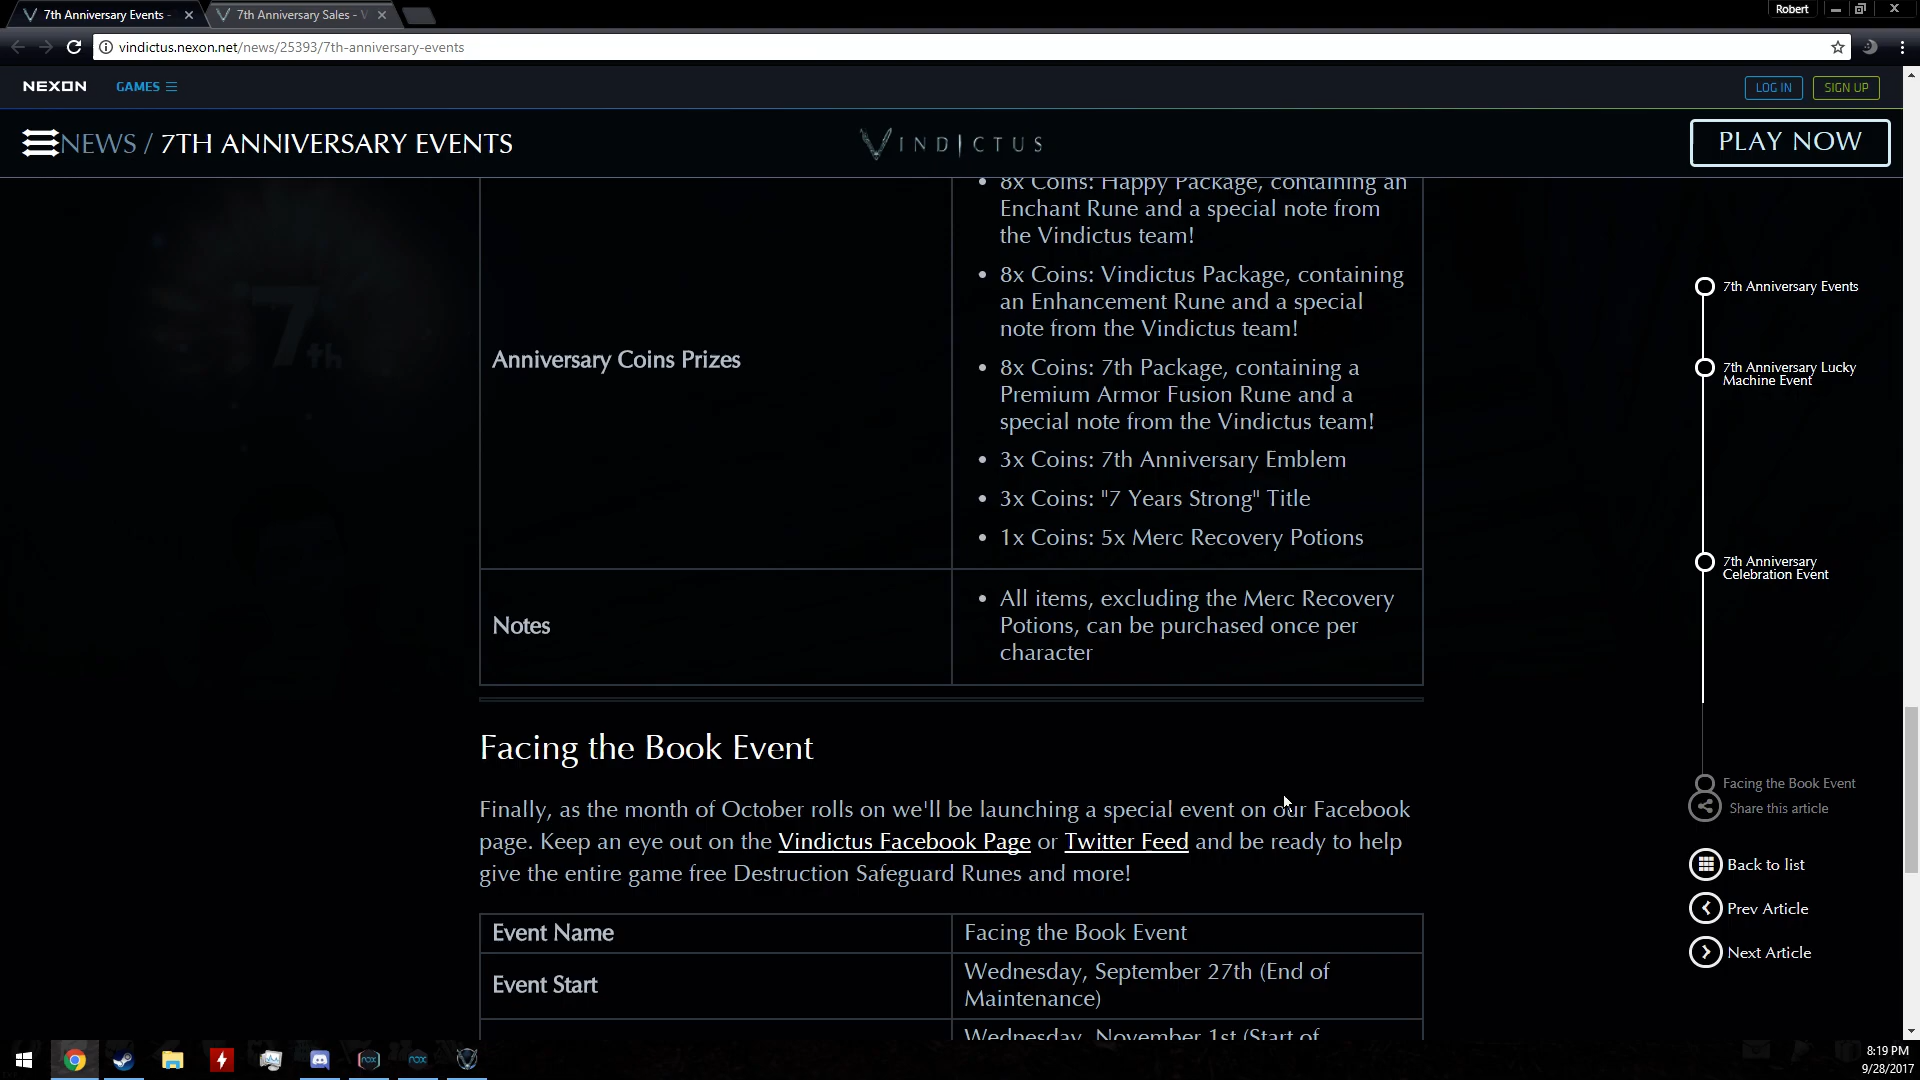 7th Anniversary Events -
7th Anniversary Sales - V
Robert
vindictus.nexon.net/news/25393/7th-anniversary-events
NEXON
GAMES
LOG IN
SIGN UP
NEWS / 7TH ANNIVERSARY EVENTS
VINDICTUS
PLAY NOW
8x Coins: Happy Package, containing an
Enchant Rune and a special note from
the Vindictus team!
8x Coins: Vindictus Package, containing
an Enhancement Rune and a special
note from the Vindictus team!
Anniversary Coins Prizes
8x Coins: 7th Package, containing a
Premium Armor Fusion Rune and a
special note from the Vindictus team!
3x Coins: 7th Anniversary Emblem
3x Coins: "7 Years Strong" Title
1x Coins: 5x Merc Recovery Potions
Notes
All items, excluding the Merc Recovery
Potions, can be purchased once per
character
Facing the Book Event
Finally, as the month of October rolls on we'll be launching a special event on our Facebook
page. Keep an eye out on the Vindictus Facebook Page or Twitter Feed and be ready to help
give the entire game free Destruction Safeguard Runes and more!
Event Name
Facing the Book Event
Event Start
Wednesday, September 27th (End of
Maintenance)
Wednesday, November 1st (Start of
7th
7th Anniversary Events
7th Anniversary Lucky
Machine Event
7th Anniversary
Celebration Event
Facing the Book Event
Share this article
Back to list
Prev Article
Next Article
nox
nox
8:19 PM
9/28/2017